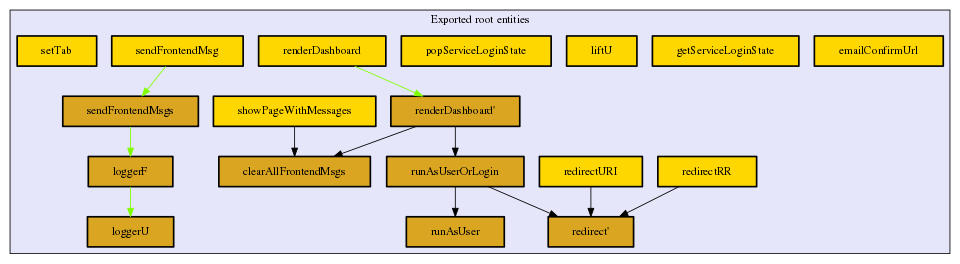 Exported root entities
setTab
sendFrontendMsg
renderDashboard
popServiceLoginState
liftU
getServiceLoginState
emailConfirmUrl
sendFrontendMsgs
showPageWithMessages
renderDashboard'
loggerF
clearAllFrontendMsgs
runAsUserOrLogin
redirectURI
redirectRR
loggerU
runAsUser
redirect'